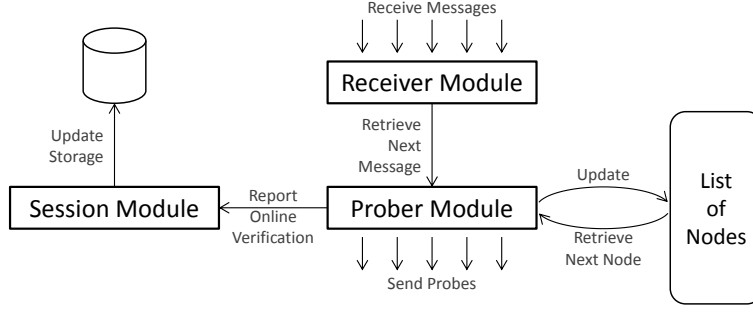 Receive Messages
Receiver Module
Retrieve
Next
Message
Update
Storage
Session Module
Report
Online
Verification
Prober Module
Send Probes
Update
Retrieve
Next Node
List
of
Nodes